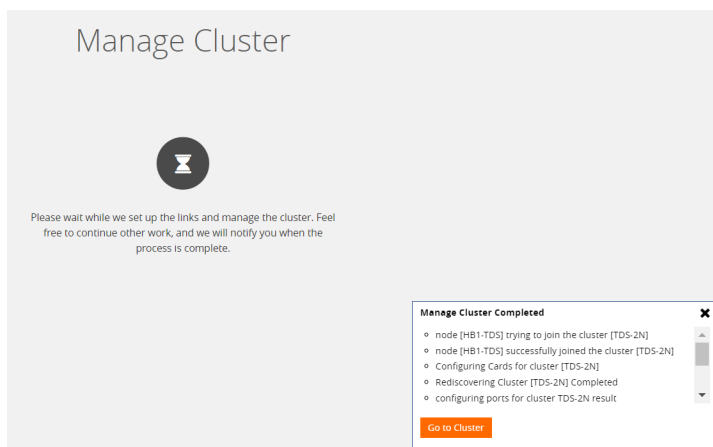 Manage Cluster
Please wait while we set up the links and manage the cluster. Feel
free to continue other work, and we will notify you when the
process is complete.
Manage Cluster Completed
node [HB1-TDS] trying to join the cluster [TDS-2N]
node [HB1-TDS] successfully joined the cluster [TDS-2N]
Configuring Cards for cluster [TDS-2N]
Rediscovering Cluster [TDS-2N] Completed
configuring ports for cluster TDS-2N result
Go to Cluster